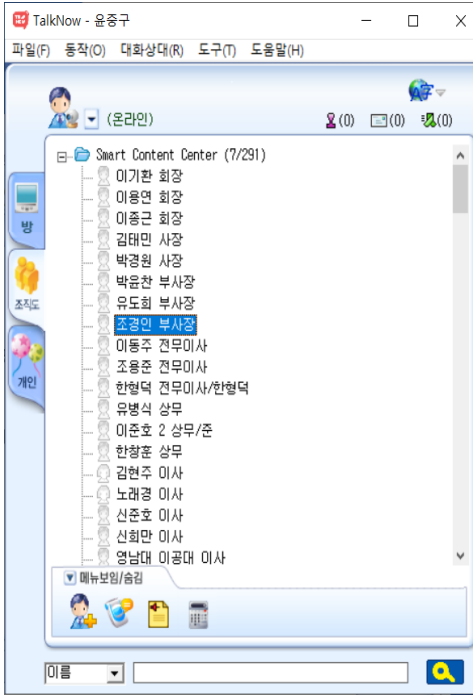 TalkNow - 윤중구
파일(F) 동작(O) 대화상대(R) 도구(T) 도움말(H)
(온라인) (0) (0) (0)
Smart Content Center (7/291)
이기환 회장
이용연 회장
이종근 회장
김태민 사장
박경원 사장
박윤찬 부사장
유도희 부사장
조경인 부사장
이동주 전무이사
조용준 전무이사
한형덕 전무이사/한형덕
유병식 상무
이준호 2 상무/준
한창훈 상무
김현주 이사
노래경 이사
신준호 이사
신희만 이사
영남대 이공대 이사
방
조직도
개인
메뉴보임/숨김
이름